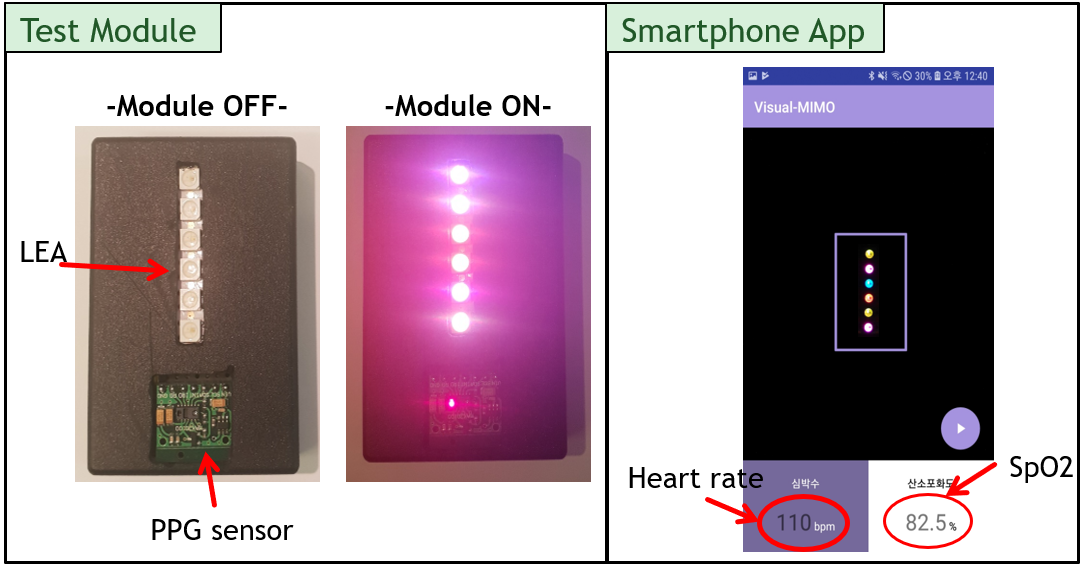 Test Module
-Module OFF-
-Module ON-
LEA
PPG sensor
Smartphone App
30% 오후 12:40
Visual-MIMO
Heart rate
SpO2
심박수
산소포화도
110 bpm
82.5 %